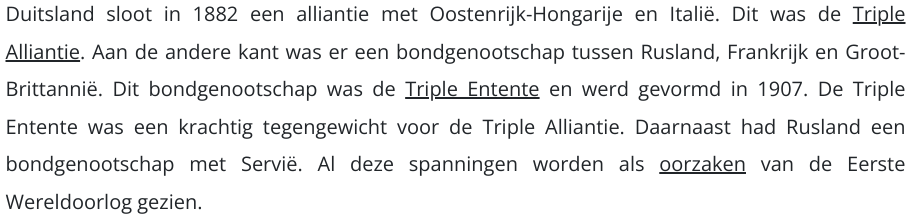 Duitsland sloot in 1882 een alliantie met Oostenrijk-Hongarije en Italië. Dit was de Triple
Alliantie. Aan de andere kant was er een bondgenootschap tussen Rusland, Frankrijk en Groot-
Brittannië. Dit bondgenootschap was de Triple Entente en werd gevormd in 1907. De Triple
Entente was een krachtig tegengewicht voor de Triple Alliantie. Daarnaast had Rusland een
bondgenootschap met Servië. Al deze spanningen worden als oorzaken van de Eerste
Wereldoorlog gezien.